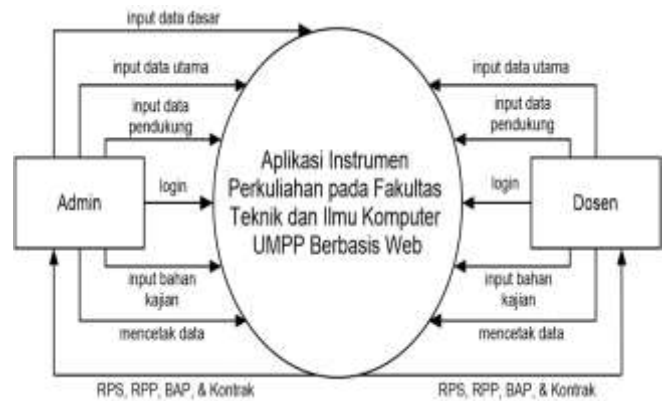 input data dasar
input data utama
input data
pendukung
login
Admin
input bahan
kajian
mencetak data
RPS, RPP, BAP, & Kontrak
Aplikasi Instrumen
Perkuliahan pada Fakultas
Teknik dan Ilmu Komputer
UMPP Berbasis Web
input data utama
input data
pendukung
login
Dosen
input bahan
kajian
mencetak data
RPS, RPP, BAP, & Kontrak